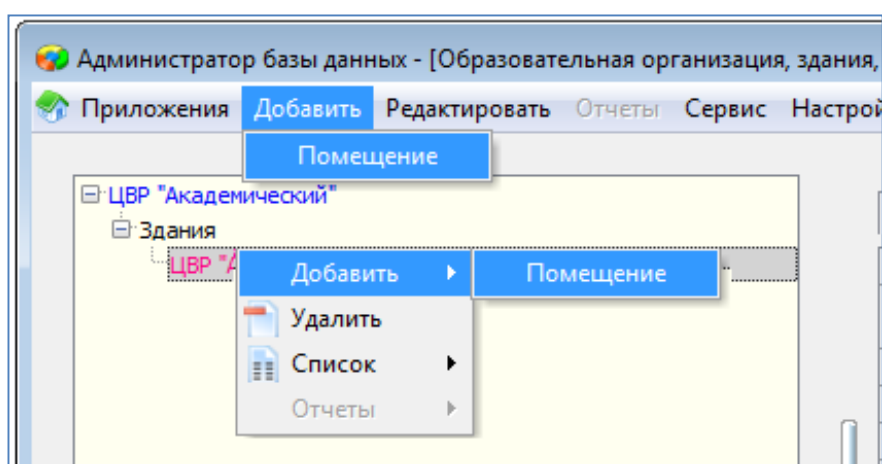 Администратор базы данных - [Образовательная организация, здания,
Приложения Добавить Редактировать Отчеты Сервис Настрой
Помещение
ЦВР "Академический"
Здания
ЦВР
Добавить Помещение
Удалить
Список
Отчеты